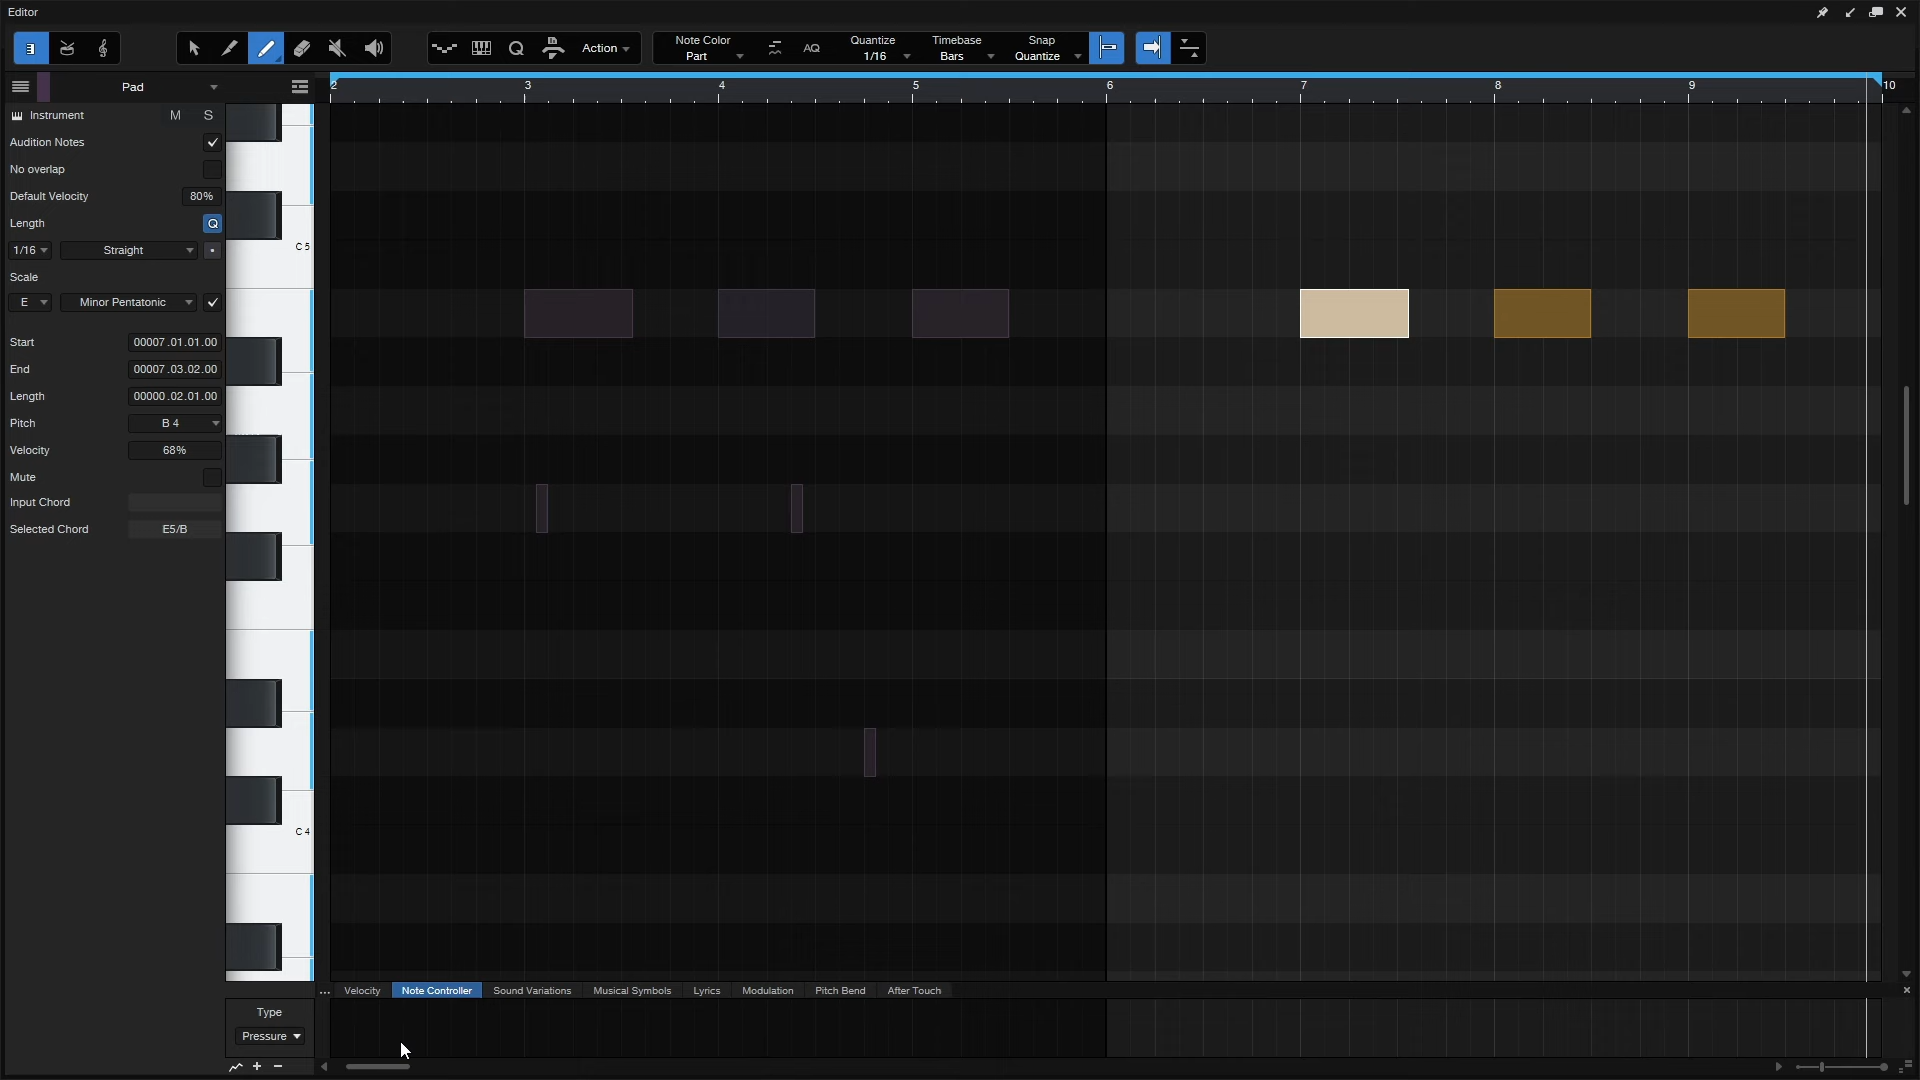 Editor
Action
Note Color
Part
AQ
Quantize
1/16
Timebase
Bars
Snap
Quantize
Pad
2 3 4 5 6 7 8 9 10
Instrument M S
Audition Notes
No overlap
Default Velocity 80%
Length Q
1/16 Straight
Scale
E Minor Pentatonic
Start 00007.01.01.00
End 00007.03.02.00
Length 00000.02.01.00
Pitch B 4
Velocity 68%
Mute
Input Chord
Selected Chord E5/B
C 5
C 4
... Velocity Note Controller Sound Variations Musical Symbols Lyrics Modulation Pitch Bend After Touch
Type
Pressure